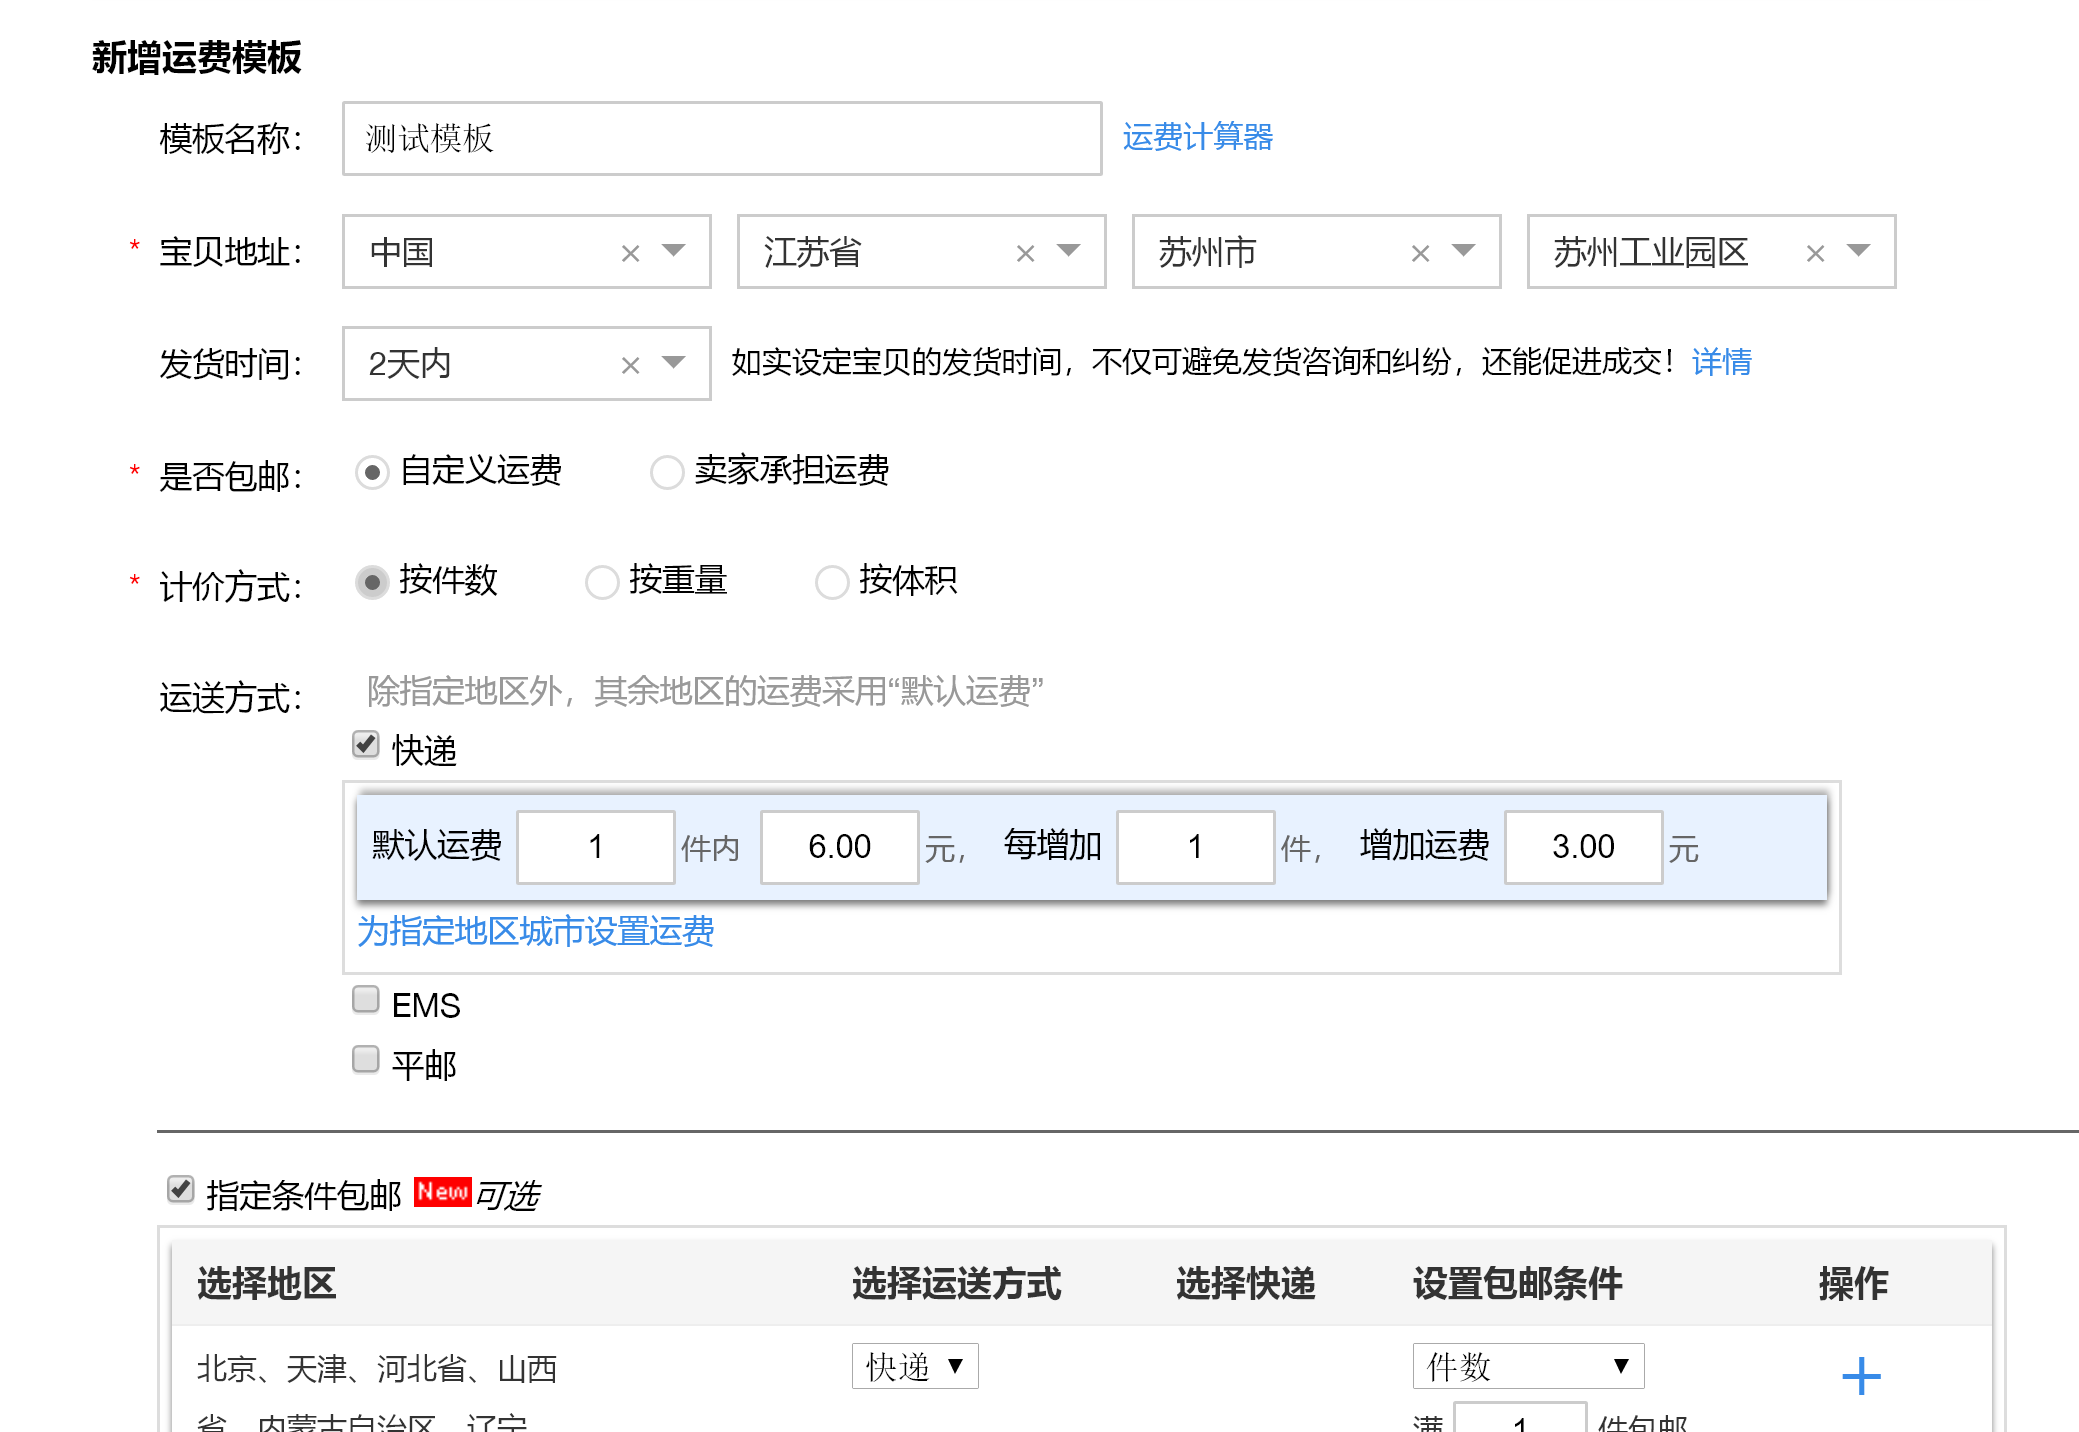 新增运费模板
模板名称： 测试模板 运费计算器
* 宝贝地址： 中国 × 江苏省 × 苏州市 × 苏州工业园区 ×
发货时间： 2天内 × 如实设定宝贝的发货时间，不仅可避免发货咨询和纠纷，还能促进成交！详情
* 是否包邮： 自定义运费 卖家承担运费
* 计价方式： 按件数 按重量 按体积
运送方式： 除指定地区外，其余地区的运费采用“默认运费”
快递
默认运费 1 件内 6.00 元， 每增加 1 件， 增加运费 3.00 元
为指定地区城市设置运费
EMS
平邮
指定条件包邮 New 可选
选择地区 选择运送方式 选择快递 设置包邮条件 操作
北京、天津、河北省、山西 快递 件数 +
省、内蒙古自治区、辽宁 满 1 件包邮